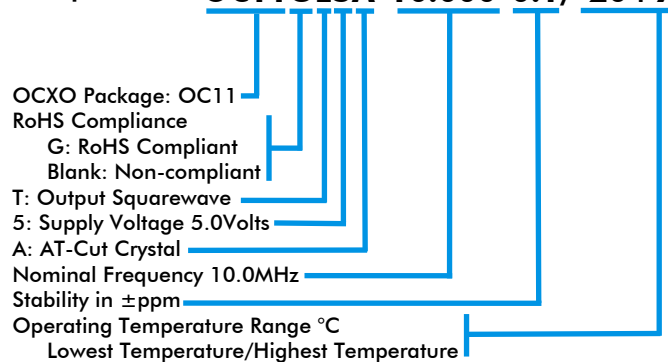 OCXO Package: OC11
RoHS Compliance
G: RoHS Compliant
Blank: Non-compliant
T: Output Squarewave
5: Supply Voltage 5.0Volts
A: AT-Cut Crystal
Nominal Frequency 10.0MHz
Stability in ±ppm
Operating Temperature Range °C
Lowest Temperature/Highest Temperature